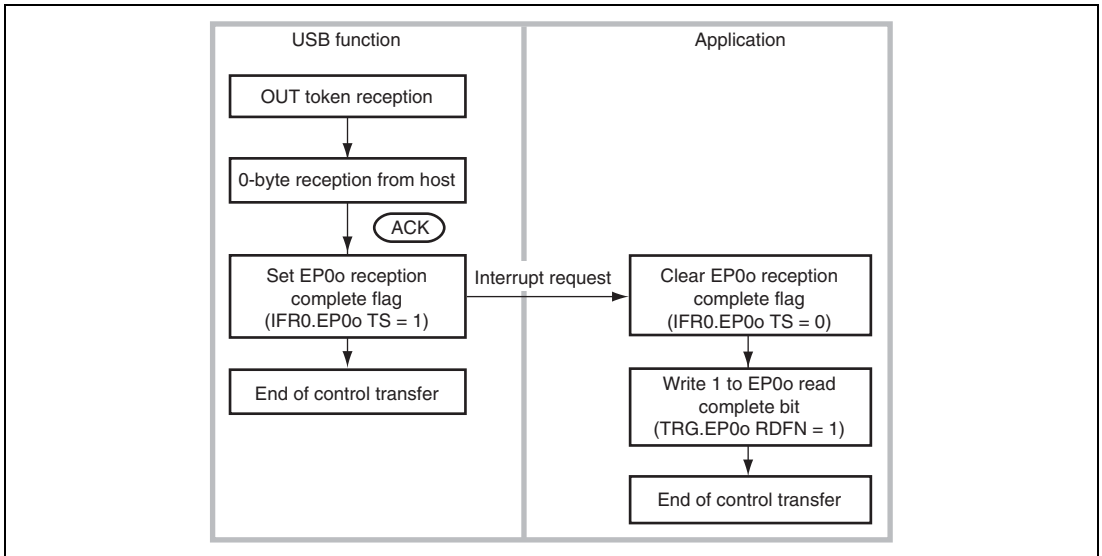 USB function
OUT token reception
0-byte reception from host
ACK
Set EP0o reception
complete flag
(IFR0.EP0o TS = 1)
End of control transfer
Interrupt request
Application
Clear EP0o reception
complete flag
(IFR0.EP0o TS = 0)
Write 1 to EP0o read
complete bit
(TRG.EP0o RDFN = 1)
End of control transfer